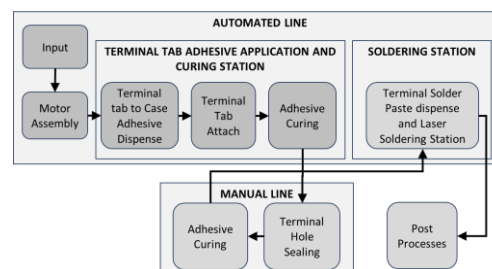 AUTOMATED LINE
Input
Motor
Assembly
TERMINAL TAB ADHESIVE APPLICATION AND
CURING STATION
Terminal
tab to Case
Adhesive
Dispense
Terminal
Tab
Attach
Adhesive
Curing
SOLDERING STATION
Terminal Solder
Paste dispense
and Laser
Soldering Station
MANUAL LINE
Adhesive
Curing
Terminal
Hole
Sealing
Post
Processes